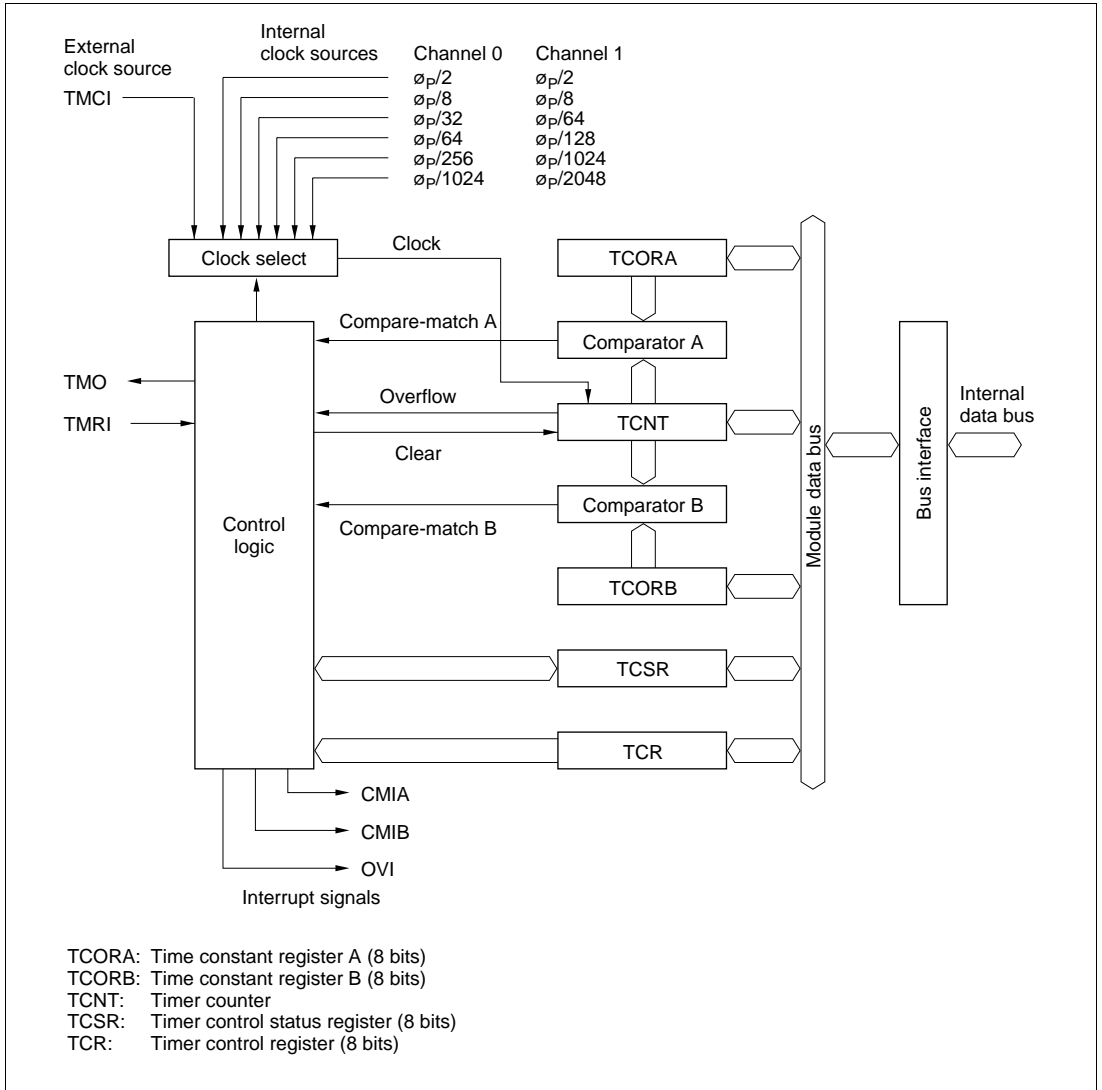 External
clock source
TMCI
Internal
clock sources
Channel 0 Channel 1
øP/2 øP/2
øP/8 øP/8
øP/32 øP/64
øP/64 øP/128
øP/256 øP/1024
øP/1024 øP/2048
Clock select
Clock
TCORA
Compare-match A
Comparator A
TMO
TMRI
Overflow
TCNT
Clear
Internal
data bus
Module data bus
Bus interface
Comparator B
Compare-match B
Control
logic
TCORB
TCSR
TCR
CMIA
CMIB
OVI
Interrupt signals
TCORA: Time constant register A (8 bits)
TCORB: Time constant register B (8 bits)
TCNT: Timer counter
TCSR: Timer control status register (8 bits)
TCR: Timer control register (8 bits)